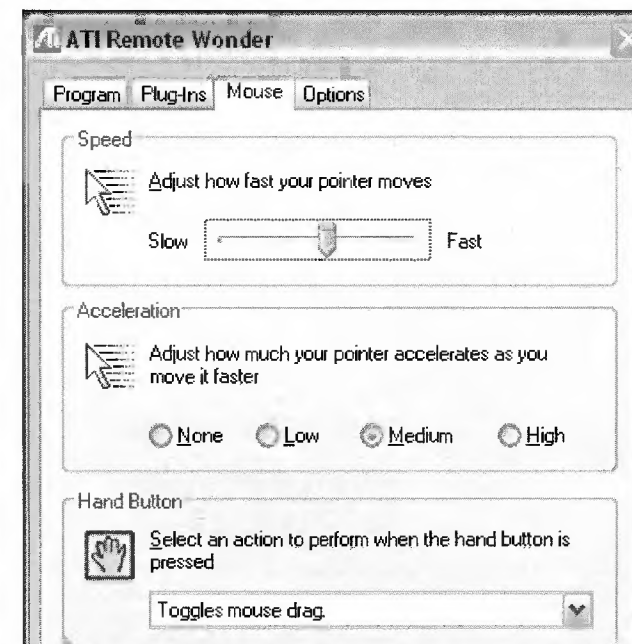 ATI Remote Wonder
Program Plug-Ins Mouse Options
Speed
Adjust how fast your pointer moves
Slow Fast
Acceleration
Adjust how much your pointer accelerates as you
move it faster
None Low Medium High
Hand Button
Select an action to perform when the hand button is
pressed
Toggles mouse drag.